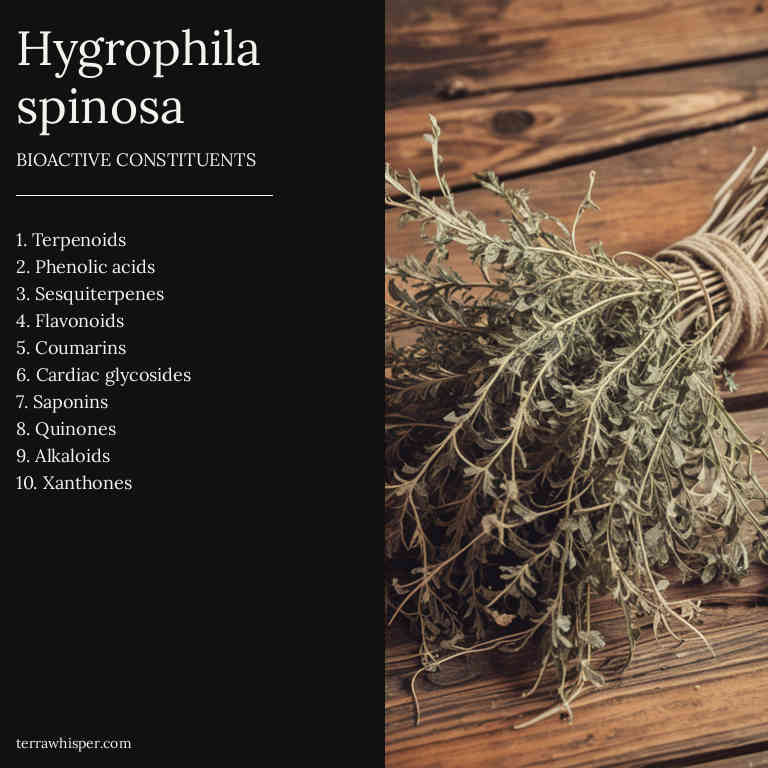 Hygrophila
spinosa
BIOACTIVE CONSTITUENTS
1. Terpenoids
2. Phenolic acids
3. Sesquiterpenes
4. Flavonoids
5. Coumarins
6. Cardiac glycosides
7. Saponins
8. Quinones
9. Alkaloids
10. Xanthones
terrawhisper.com